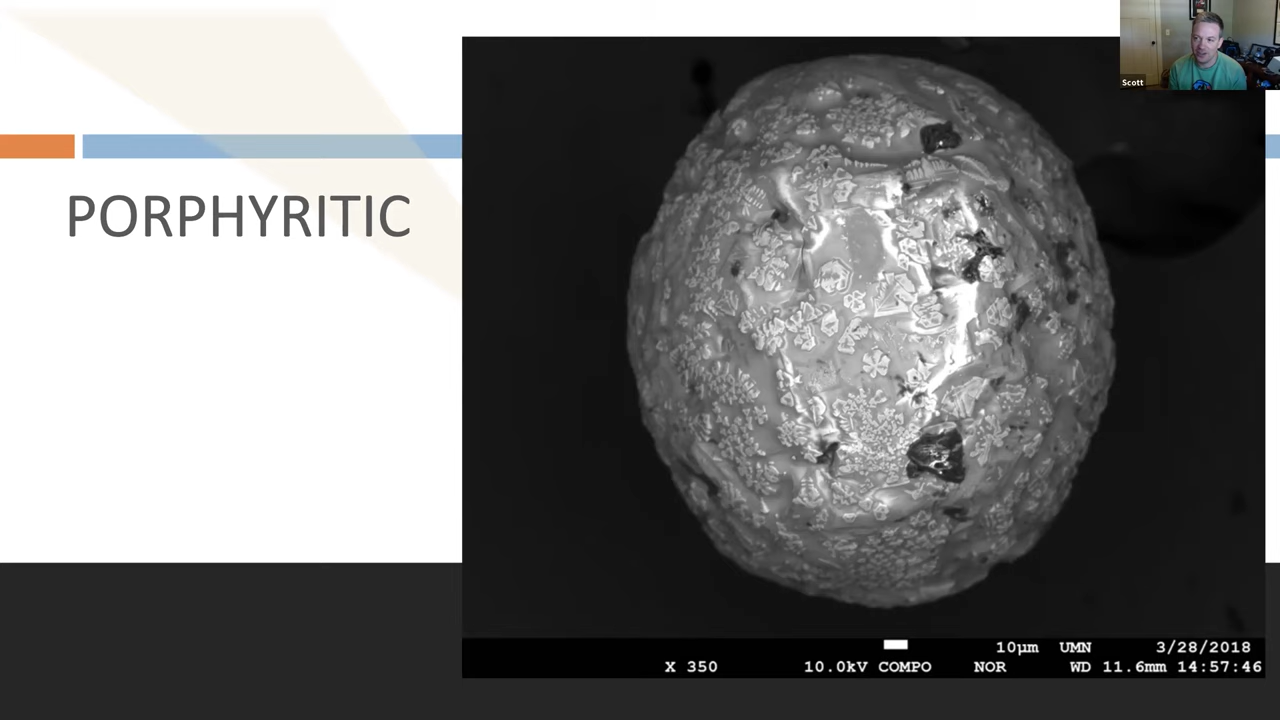 Scott
PORPHYRITIC
10µm UMN 3/28/2018
X 350 10.0kV COMPO NOR WD 11.6mm 14:57:46